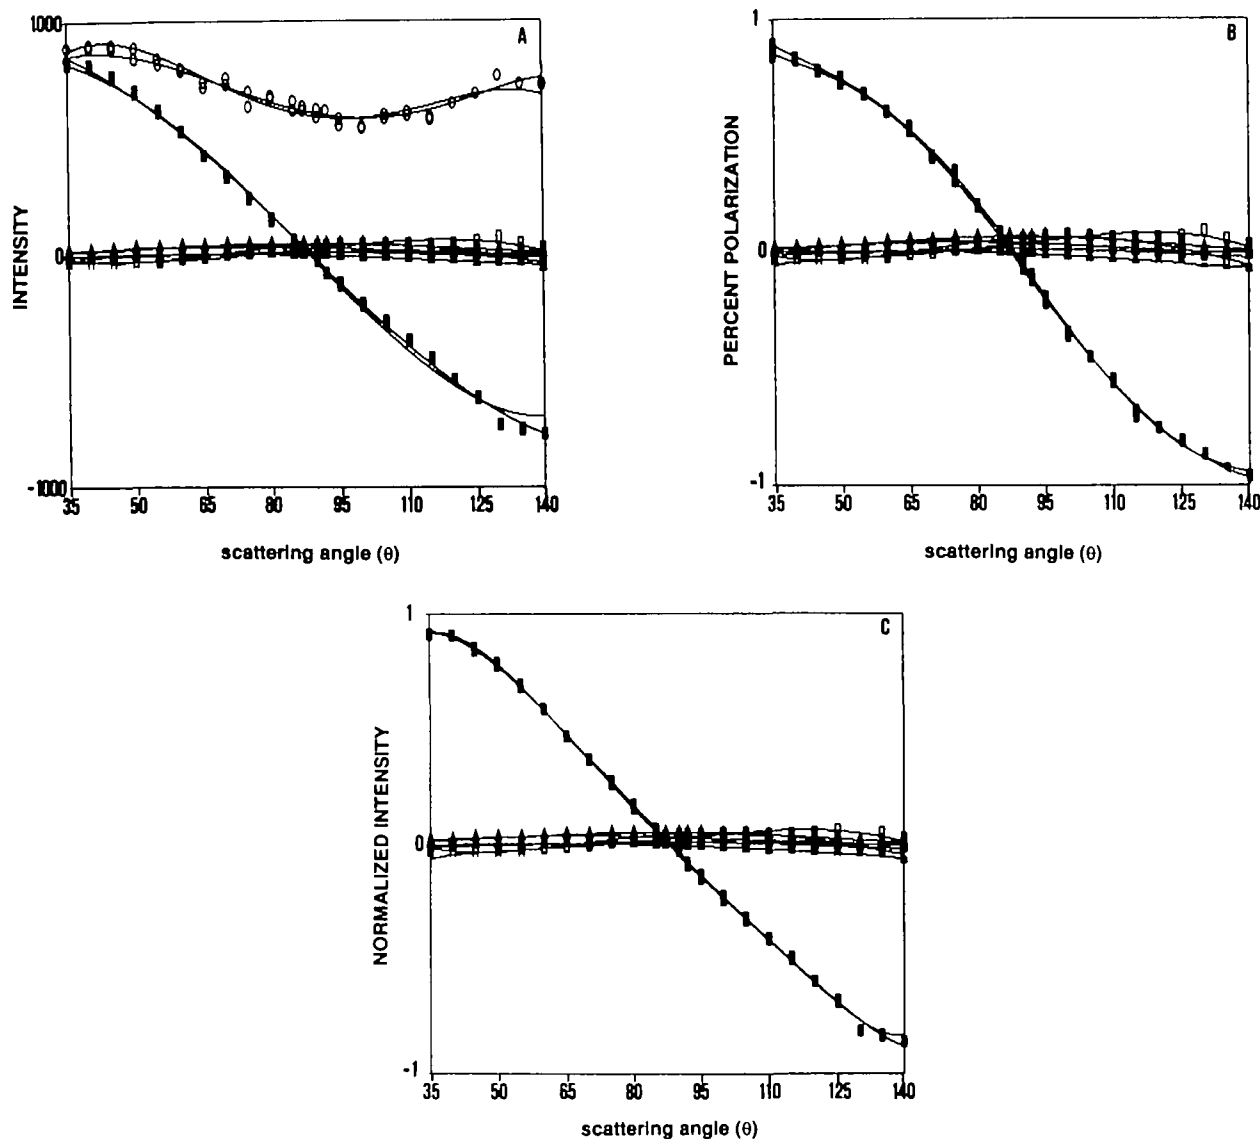 1000
A
INTENSITY
0
-1000
35 50 65 80 95 110 125 140
scattering angle (θ)
1
B
PERCENT POLARIZATION
0
-1
35 50 65 80 95 110 125 140
scattering angle (θ)
1
C
NORMALIZED INTENSITY
0
-1
35 50 65 80 95 110 125 140
scattering angle (θ)